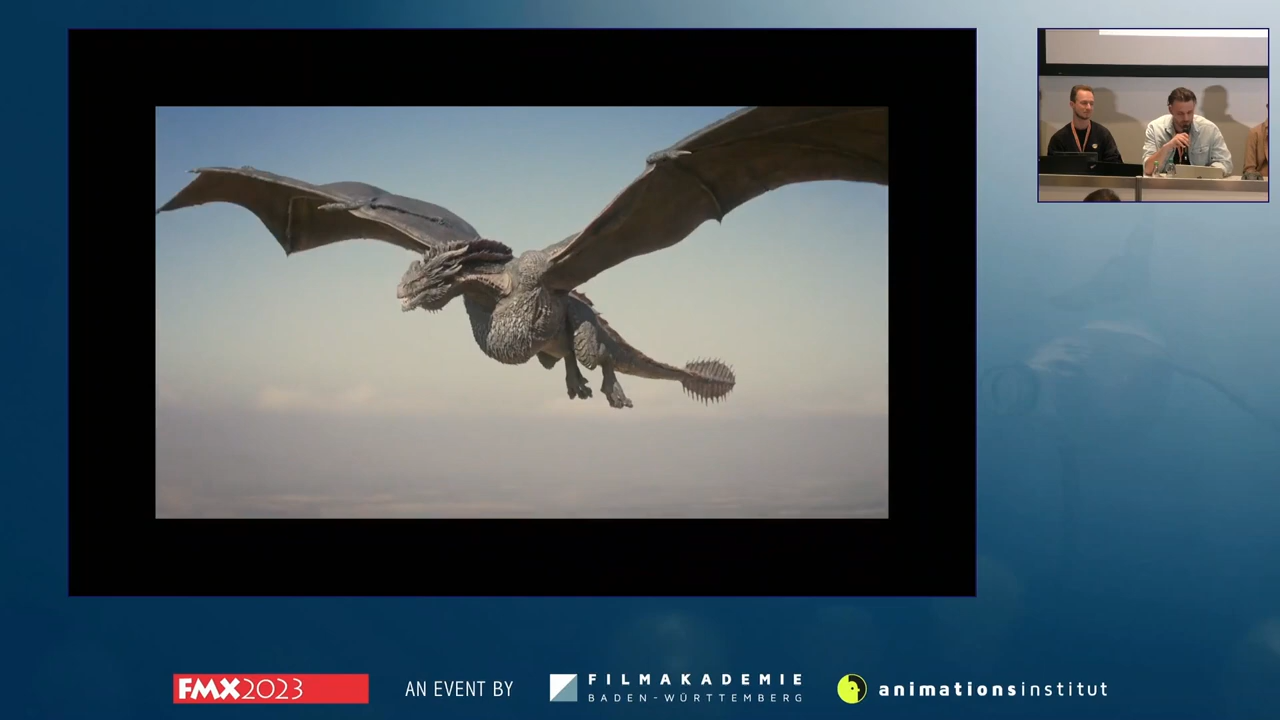 FMX2023
AN EVENT BY
FILMAKADEMIE
BADEN-WÜRTTEMBERG
animationsinstitut